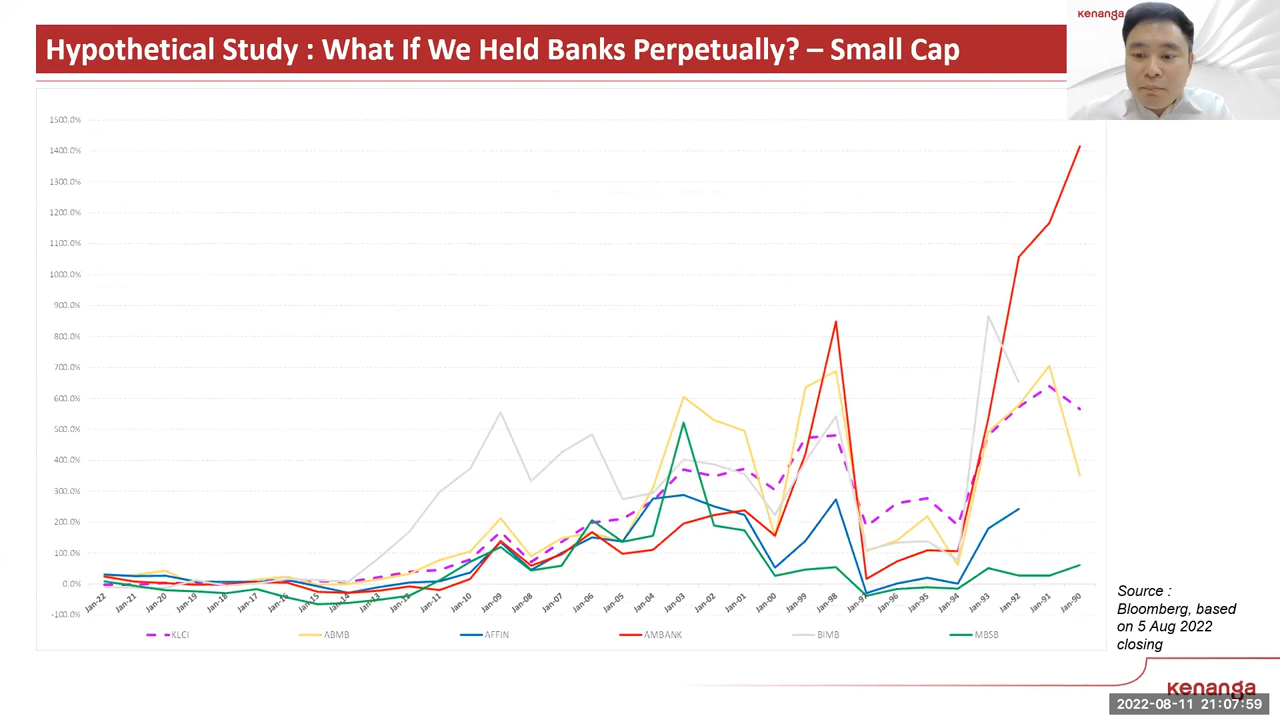 kenanga
Hypothetical Study : What If We Held Banks Perpetually? – Small Cap
1500.0%
1400.0%
1300.0%
1200.0%
1100.0%
1000.0%
900.0%
800.0%
700.0%
600.0%
500.0%
400.0%
300.0%
200.0%
100.0%
0.0%
-100.0%
Jan-22 Jan-21 Jan-20 Jan-19 Jan-18 Jan-17 Jan-16 Jan-15 Jan-14 Jan-13 Jan-12 Jan-11 Jan-10 Jan-09 Jan-08 Jan-07 Jan-06 Jan-05 Jan-04 Jan-03 Jan-02 Jan-01 Jan-98 Jan-97 Jan-96 Jan-95 Jan-94 Jan-93 Jan-92 Jan-91 Jan-90
KLCI ABMB AFFIN AMBANK BIMB MBSB
Source :
Bloomberg, based
on 5 Aug 2022
closing
kenanga
2022-08-11 21:07:59